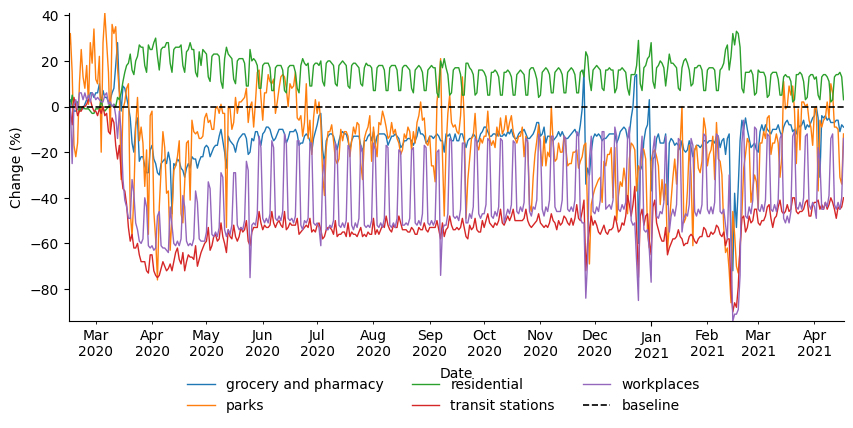 40
20
0
−20
−40
−60
−80
Change (%)
Mar Apr May Jun Jul Aug Sep Oct Nov Dec Jan Feb Mar Apr
2020 2020 2020 2020 2020 2020 2020 2020 2020 2020 2021 2021 2021 2021
Date
grocery and pharmacy residential workplaces
parks transit stations baseline